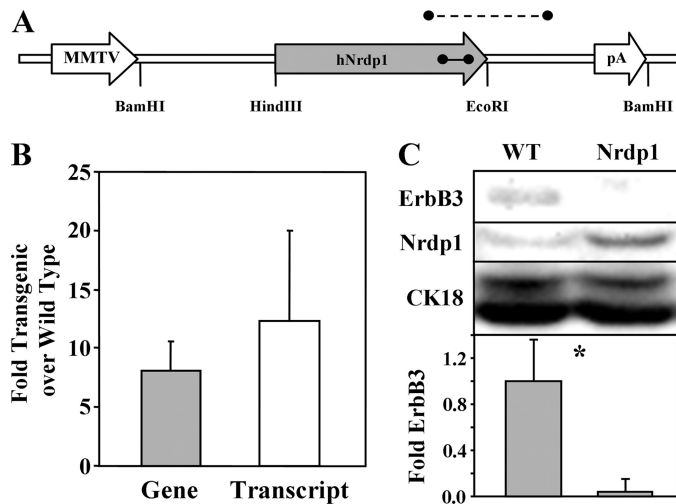 A
MMTV
hNrdp1
pA
BamHI
HindIII
EcoRI
BamHI
B
Fold Transgenic
over Wild Type
25
20
15
10
5
0
Gene
Transcript
C
WT
Nrdp1
ErbB3
Nrdp1
CK18
Fold ErbB3
1.2
0.8
0.4
0.0
*